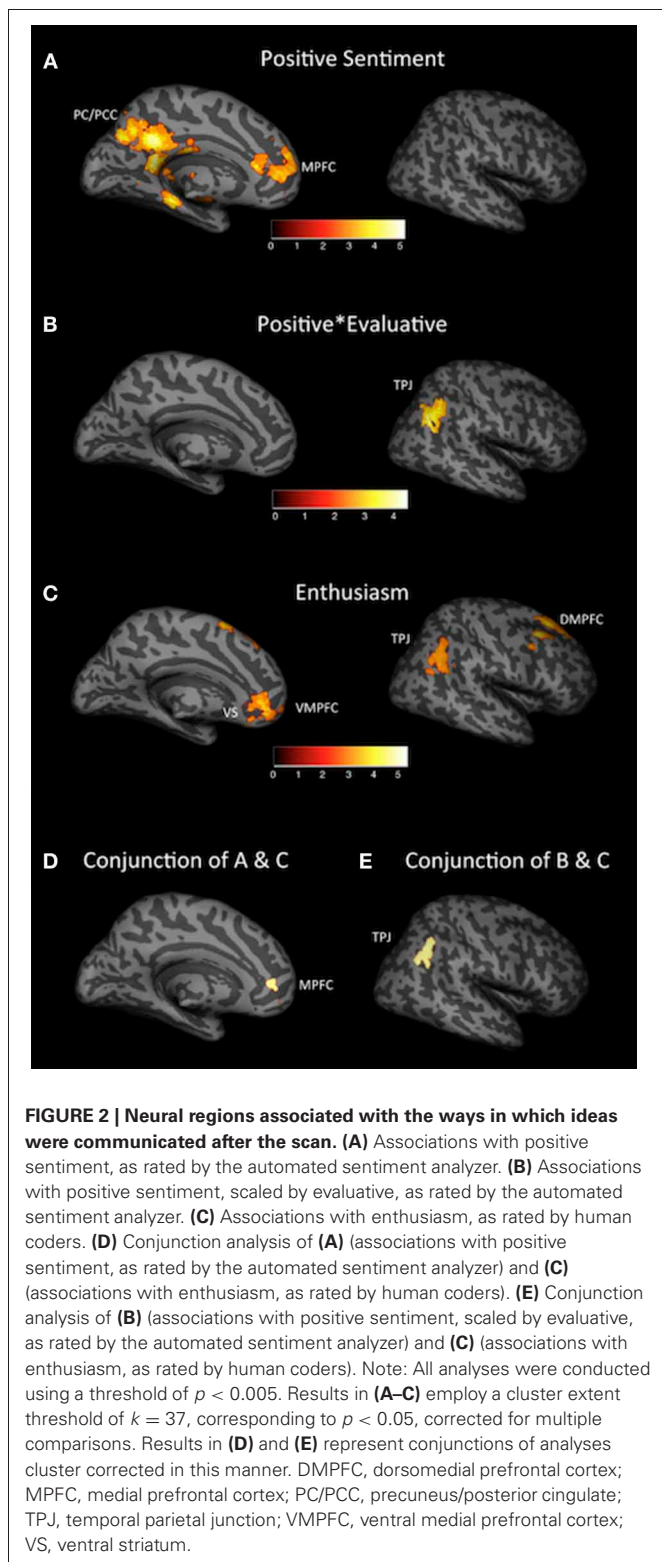 A Positive Sentiment
PC/PCC
MPFC
0 1 2 3 4 5
B Positive*Evaluative
TPJ
0 1 2 3 4
C Enthusiasm
DMPFC
TPJ
VS VMPFC
0 1 2 3 4 5
D Conjunction of A & C E Conjunction of B & C
TPJ
MPFC
FIGURE 2 | Neural regions associated with the ways in which ideas
were communicated after the scan. (A) Associations with positive
sentiment, as rated by the automated sentiment analyzer. (B) Associations
with positive sentiment, scaled by evaluative, as rated by the automated
sentiment analyzer. (C) Associations with enthusiasm, as rated by human
coders. (D) Conjunction analysis of (A) (associations with positive
sentiment, as rated by the automated sentiment analyzer) and (C)
(associations with enthusiasm, as rated by human coders). (E) Conjunction
analysis of (B) (associations with positive sentiment, scaled by evaluative,
as rated by the automated sentiment analyzer) and (C) (associations with
enthusiasm, as rated by human coders). Note: All analyses were conducted
using a threshold of p < 0.005. Results in (A–C) employ a cluster extent
threshold of k = 37, corresponding to p < 0.05, corrected for multiple
comparisons. Results in (D) and (E) represent conjunctions of analyses
cluster corrected in this manner. DMPFC, dorsomedial prefrontal cortex;
MPFC, medial prefrontal cortex; PC/PCC, precuneus/posterior cingulate;
TPJ, temporal parietal junction; VMPFC, ventral medial prefrontal cortex;
VS, ventral striatum.